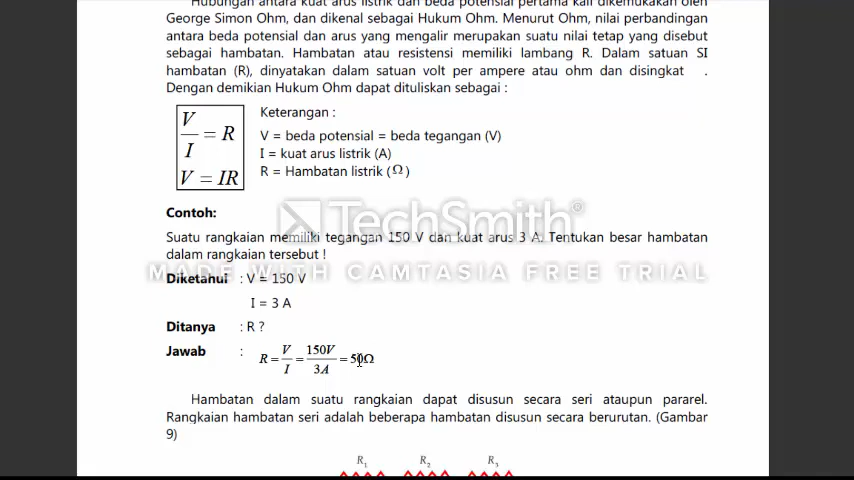 Hubungan antara kuat arus listrik dan beda potensial pertama kali dikemukakan oleh
George Simon Ohm, dan dikenal sebagai Hukum Ohm. Menurut Ohm, nilai perbandingan
antara beda potensial dan arus yang mengalir merupakan suatu nilai tetap yang disebut
sebagai hambatan. Hambatan atau resistensi memiliki lambang R. Dalam satuan SI
hambatan (R), dinyatakan dalam satuan volt per ampere atau ohm dan disingkat .
Dengan demikian Hukum Ohm dapat dituliskan sebagai :
V/I = R
V = IR
Keterangan :
V = beda potensial = beda tegangan (V)
I = kuat arus listrik (A)
R = Hambatan listrik (Ω)
Contoh:
TechSmith®
Suatu rangkaian memiliki tegangan 150 V dan kuat arus 3 A. Tentukan besar hambatan
dalam rangkaian tersebut !
MADE WITH CAMTASIA FREE TRIAL
Diketahui : V = 150 V
I = 3 A
Ditanya : R ?
Jawab : R = V/I = 150V/3A = 50Ω
Hambatan dalam suatu rangkaian dapat disusun secara seri ataupun pararel.
Rangkaian hambatan seri adalah beberapa hambatan disusun secara berurutan. (Gambar
9)
R1 R2 R3